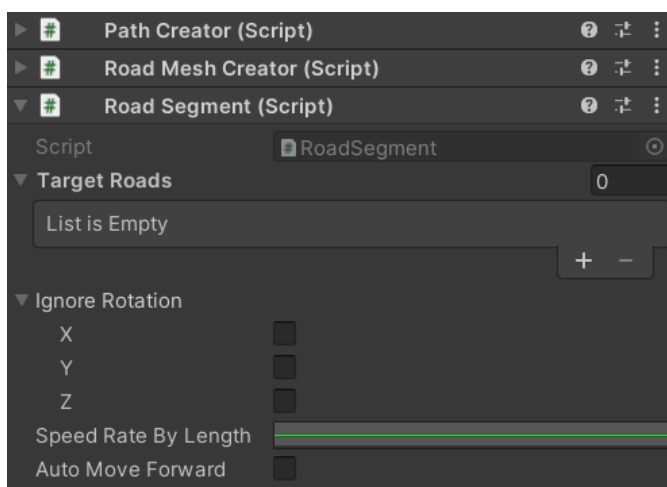 Path Creator (Script)
Road Mesh Creator (Script)
Road Segment (Script)
Script RoadSegment
Target Roads 0
List is Empty
+ −
Ignore Rotation
X
Y
Z
Speed Rate By Length
Auto Move Forward